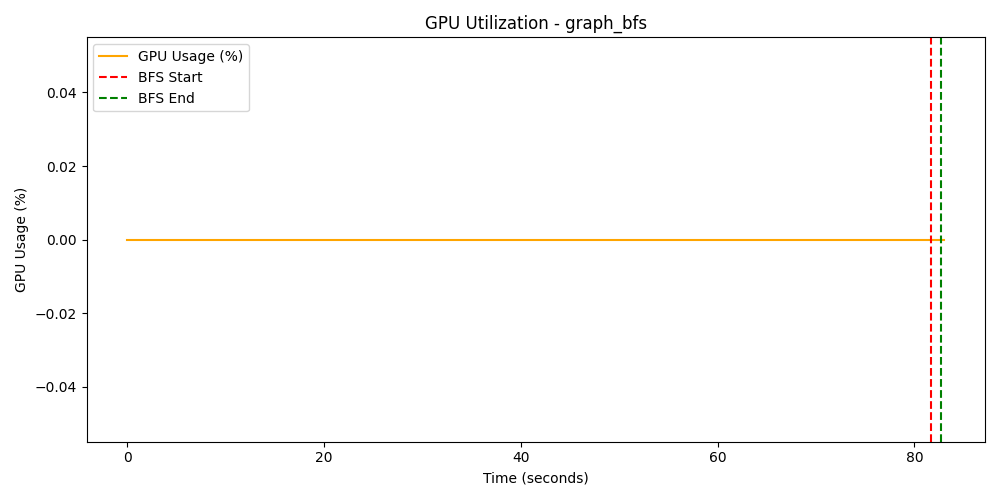 GPU Utilization - graph_bfs
GPU Usage (%)
BFS Start
BFS End
GPU Usage (%)
0.04
0.02
0.00
−0.02
−0.04
0
20
40
60
80
Time (seconds)